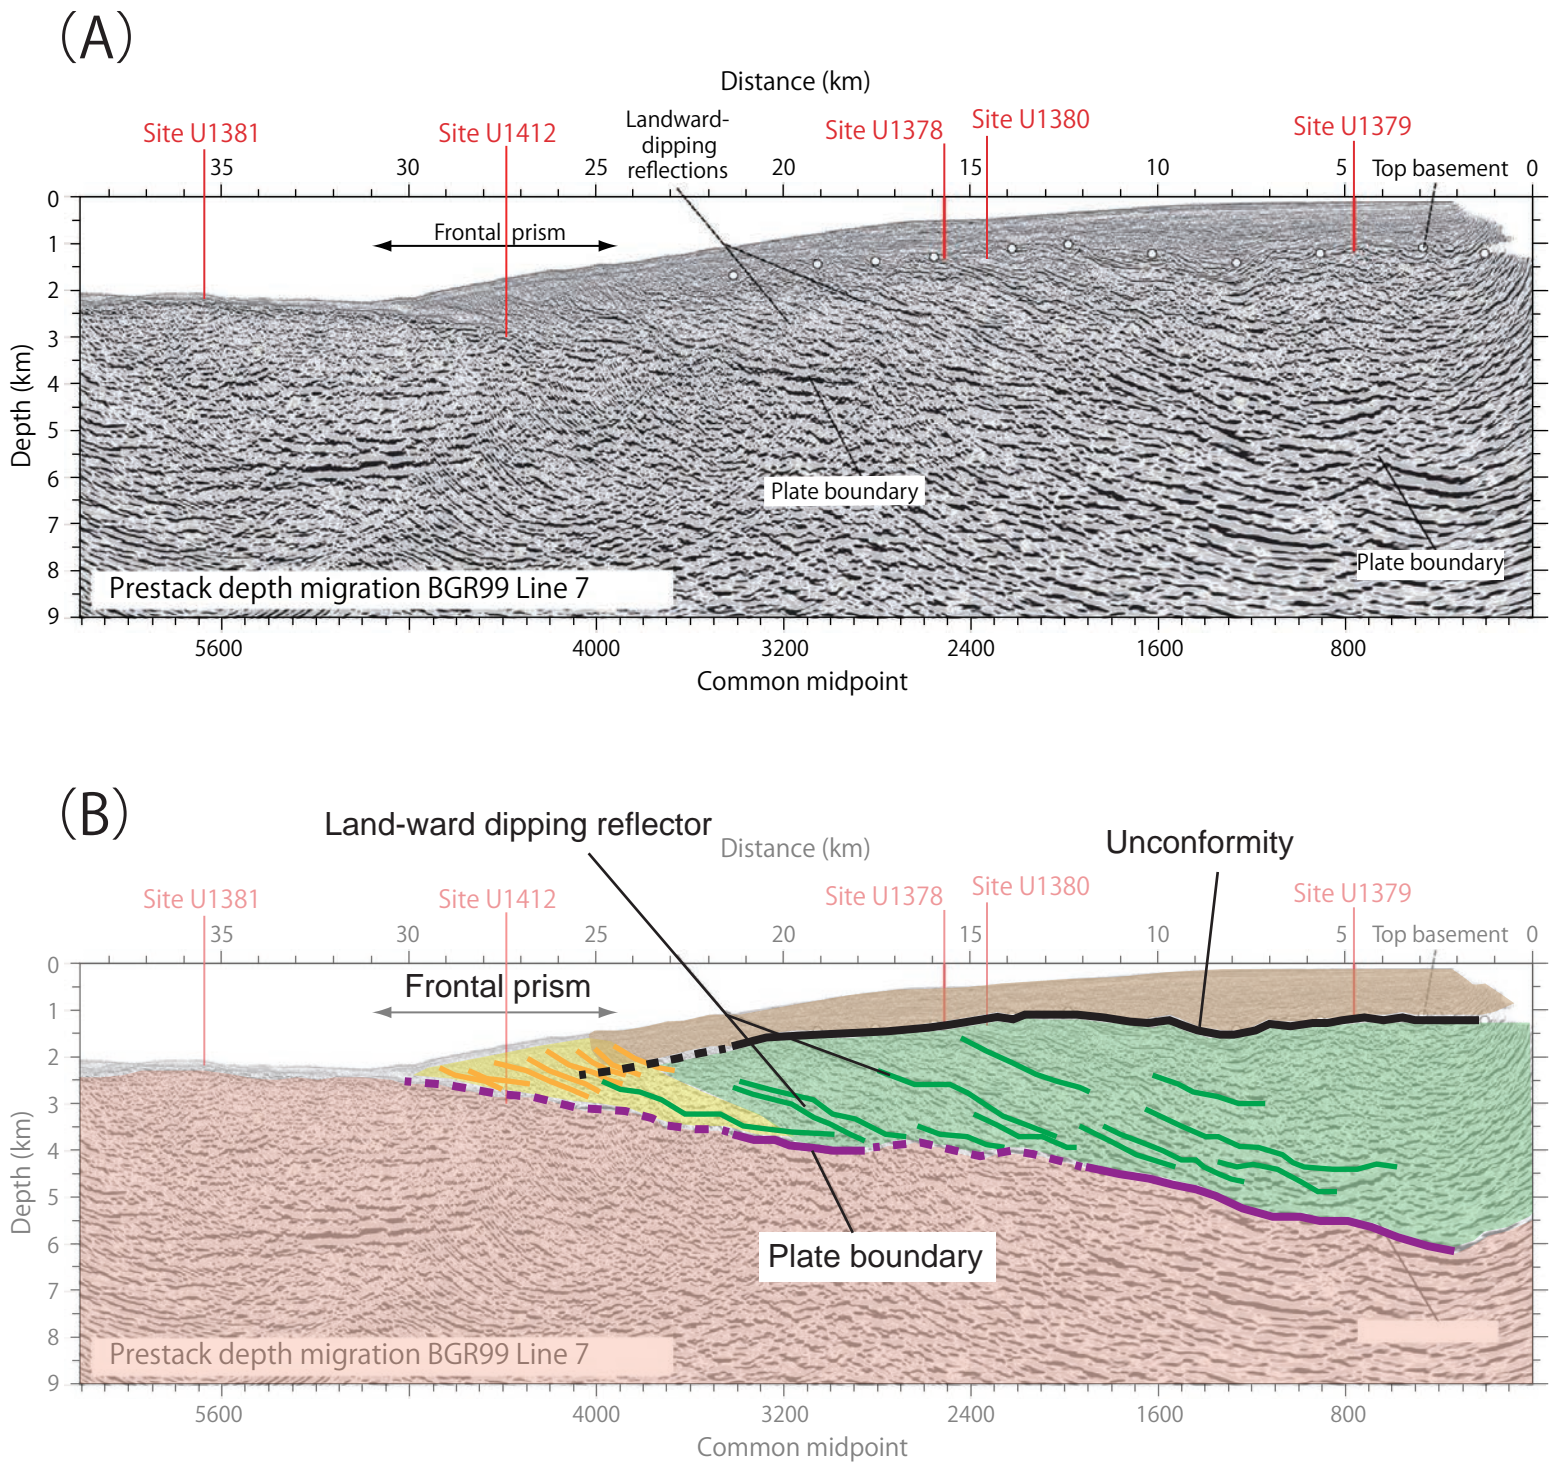 (A)
Distance (km)
Site U1381
Site U1412
Landward-
dipping
reflections
Site U1378
Site U1380
Site U1379
35
30
25
20
15
10
5
Top basement
0
Frontal prism
0
1
2
3
4
5
6
7
8
9
Depth (km)
Plate boundary
Plate boundary
Prestack depth migration BGR99 Line 7
5600
4000
3200
2400
1600
800
Common midpoint
(B)
Land-ward dipping reflector
Distance (km)
Unconformity
Site U1381
Site U1412
Site U1378
Site U1380
Site U1379
35
30
25
20
15
10
5
Top basement
0
Frontal prism
0
1
2
3
4
5
6
7
8
9
Depth (km)
Plate boundary
Prestack depth migration BGR99 Line 7
5600
4000
3200
2400
1600
800
Common midpoint